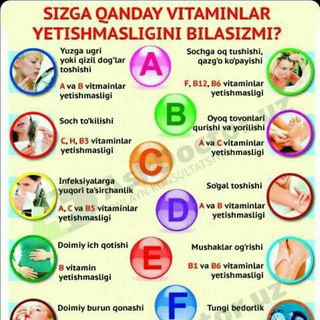 SIZGA QANDAY VITAMINLAR
YETISHMASLIGINI BILASIZMI?
Yuzga ugri
yoki qizil dog'lar
toshishi
A va B vitmainlar
yetishmasligi
A
Sochga oq tushishi,
qazg'o ko'payishi
F, B12, B6 vitaminlar
yetishmasligi
Soch to'kilishi
C, H, B3 vitaminlar
yetishmasligi
B
Oyoq tovonlari
qurishi va yorilishi
A va C vitaminlar
yetishmasligi
C
Infeksiyalarga
yuqori ta'sirchanlik
A, C va B5 vitaminlar
yetishmasligi
D
So'gal toshishi
A va B vitaminlar
yetishmasligi
Doimiy ich qotishi
B vitamin
yetishmasligi
E
Mushaklar og'rishi
B1 va B6 vitaminlar
yetishmasligi
Doimiy burun qonashi
F
Tungi bedorlik